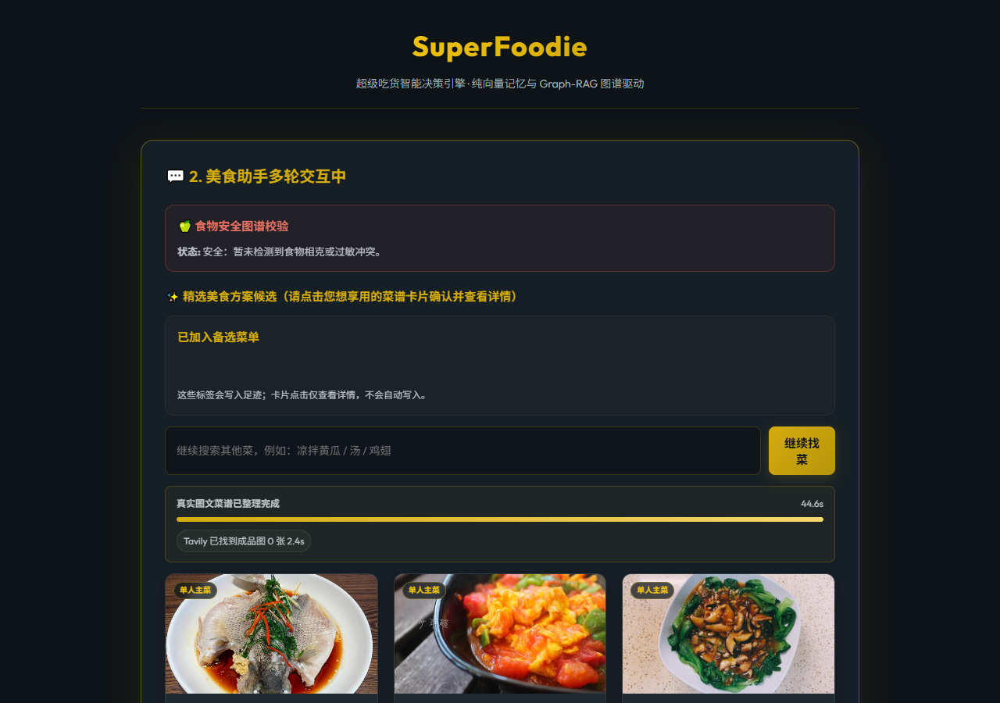 SuperFoodie
超级吃货智能决策引擎 · 纯向量记忆与 Graph-RAG 图谱驱动
💬 2. 美食助手多轮交互中
🍏 食物安全图谱校验
状态: 安全：暂未检测到食物相克或过敏冲突。
✨ 精选美食方案候选（请点击您想享用的菜谱卡片确认并查看详情）
已加入备选菜单
这些标签会写入足迹；卡片点击仅查看详情，不会自动写入。
继续搜索其他菜，例如：凉拌黄瓜 / 汤 / 鸡翅
继续找
菜
真实图文菜谱已整理完成
44.6s
Tavily 已找到成品图 0 张 2.4s
单人主菜
单人主菜
单人主菜